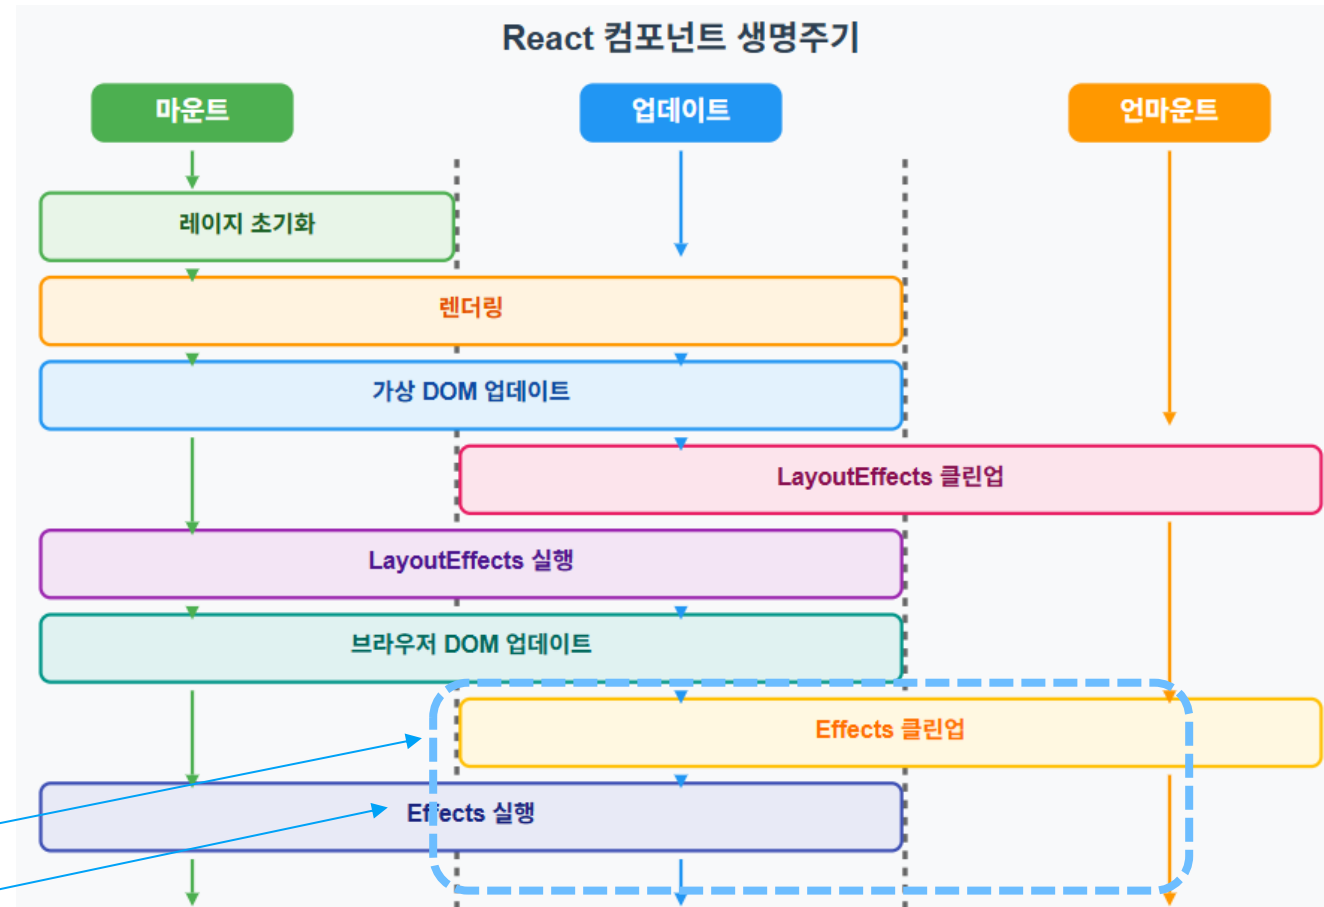 React 컴포넌트 생명주기
마운트
업데이트
언마운트
레이지 초기화
렌더링
가상 DOM 업데이트
LayoutEffects 클린업
LayoutEffects 실행
브라우저 DOM 업데이트
Effects 클린업
Effects 실행